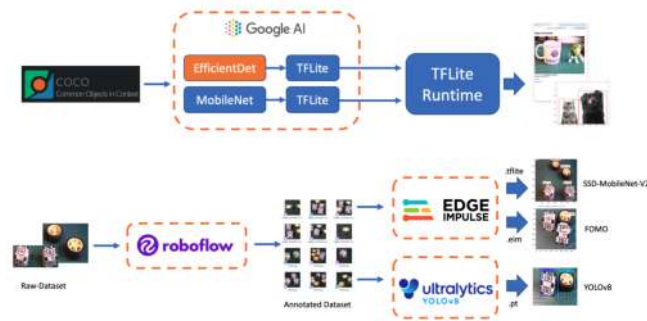 Google AI
EfficientDet
TFLite
COCO
Common Objects in Context
MobileNet
TFLite
TFLite
Runtime
.tflite
SSD-MobileNet-V2
EDGE
IMPULSE
roboflow
FOMO
.eim
Raw-Dataset
ultralytics
YOLOv8
YOLOv8
Annotated Dataset
.pt